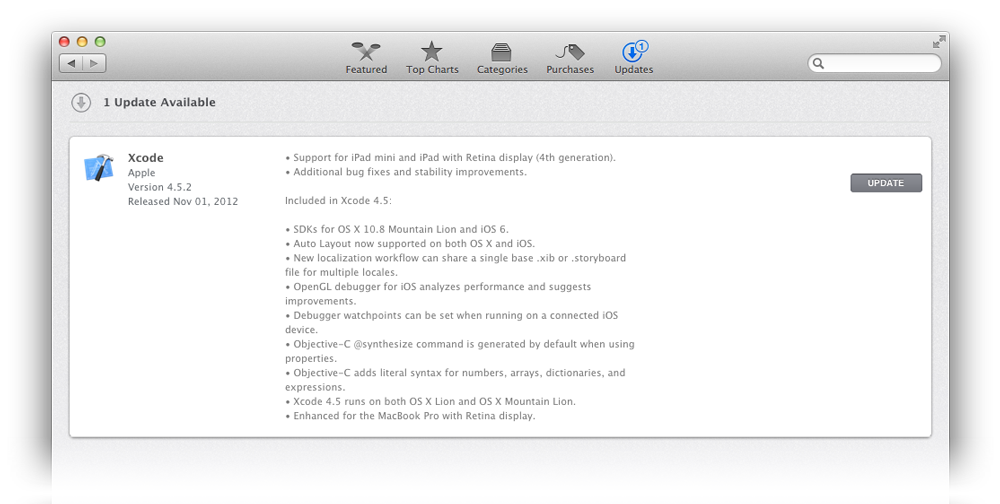 Featured Top Charts Categories Purchases Updates 1
1 Update Available
Xcode
Apple
Version 4.5.2
Released Nov 01, 2012
• Support for iPad mini and iPad with Retina display (4th generation).
• Additional bug fixes and stability improvements.
Included in Xcode 4.5:
• SDKs for OS X 10.8 Mountain Lion and iOS 6.
• Auto Layout now supported on both OS X and iOS.
• New localization workflow can share a single base .xib or .storyboard
file for multiple locales.
• OpenGL debugger for iOS analyzes performance and suggests
improvements.
• Debugger watchpoints can be set when running on a connected iOS
device.
• Objective-C @synthesize command is generated by default when using
properties.
• Objective-C adds literal syntax for numbers, arrays, dictionaries, and
expressions.
• Xcode 4.5 runs on both OS X Lion and OS X Mountain Lion.
• Enhanced for the MacBook Pro with Retina display.
UPDATE